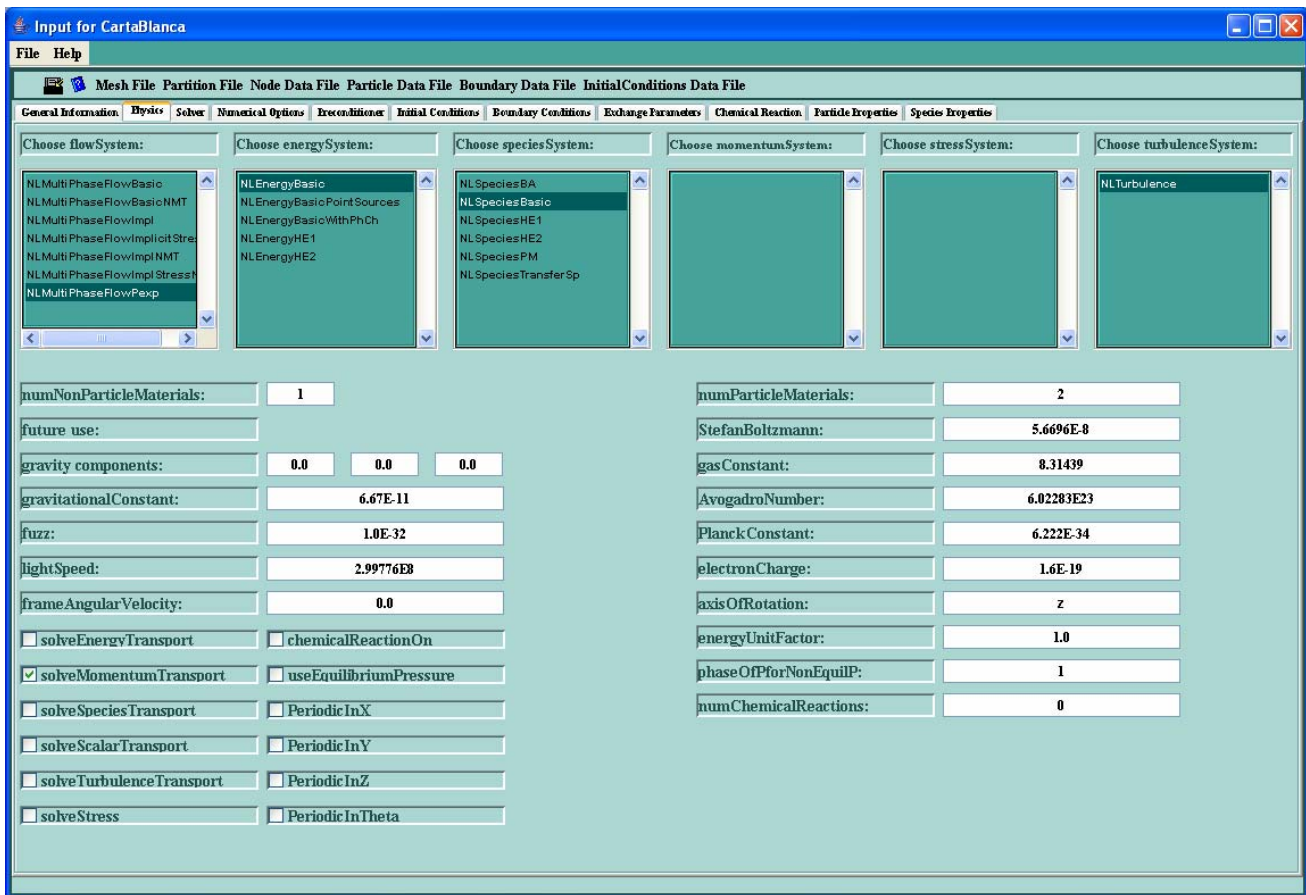 Input for CartaBlanca
File Help
Mesh File Partition File Node Data File Particle Data File Boundary Data File InitialConditions Data File
General Information Physics Solver Numerical Options Preconditioner Initial Conditions Boundary Conditions Exchange Parameters Chemical Reaction Particle Properties Species Properties
Choose flowSystem: Choose energySystem: Choose speciesSystem: Choose momentumSystem: Choose stressSystem: Choose turbulenceSystem:
NLMultiPhaseFlowBasic NLEnergyBasic NLSpeciesBA NLTurbulence
NLMultiPhaseFlowBasicNMT NLEnergyBasicPointSources NLSpeciesBasic
NLMultiPhaseFlowImpl NLEnergyBasicWithPhCh NLSpeciesHE1
NLMultiPhaseFlowImplicitStre NLEnergyHE1 NLSpeciesHE2
NLMultiPhaseFlowImplNMT NLEnergyHE2 NLSpeciesPM
NLMultiPhaseFlowImplStressN NLSpeciesTransferSp
NLMultiPhaseFlowPexp
numNonParticleMaterials: 1 numParticleMaterials: 2
future use: StefanBoltzmann: 5.6696E-8
gravity components: 0.0 0.0 0.0 gasConstant: 8.31439
gravitationalConstant: 6.67E-11 AvogadroNumber: 6.02283E23
fuzz: 1.0E-32 PlanckConstant: 6.222E-34
lightSpeed: 2.99776E8 electronCharge: 1.6E-19
frameAngularVelocity: 0.0 axisOfRotation: z
solveEnergyTransport chemicalReactionOn energyUnitFactor: 1.0
solveMomentumTransport useEquilibriumPressure phaseOfPforNonEquilP: 1
solveSpeciesTransport PeriodicInX numChemicalReactions: 0
solveScalarTransport PeriodicInY
solveTurbulenceTransport PeriodicInZ
solveStress PeriodicInTheta